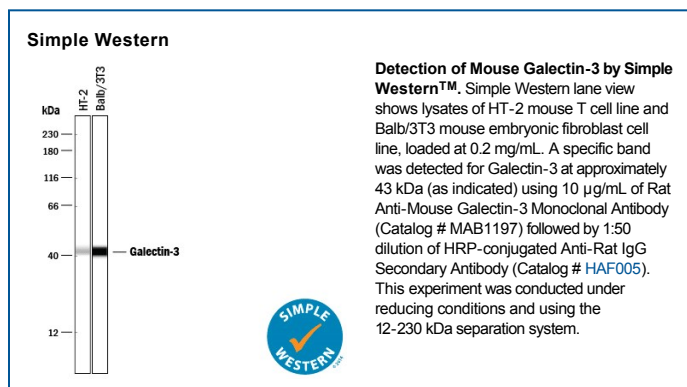 Simple Western
HT-2
Balb/3T3
kDa
230
180
116
66
40
12
Galectin-3
Detection of Mouse Galectin-3 by Simple
Western™. Simple Western lane view
shows lysates of HT-2 mouse T cell line and
Balb/3T3 mouse embryonic fibroblast cell
line, loaded at 0.2 mg/mL. A specific band
was detected for Galectin-3 at approximately
43 kDa (as indicated) using 10 µg/mL of Rat
Anti-Mouse Galectin-3 Monoclonal Antibody
(Catalog # MAB1197) followed by 1:50
dilution of HRP-conjugated Anti-Rat IgG
Secondary Antibody (Catalog # HAF005).
This experiment was conducted under
reducing conditions and using the
12-230 kDa separation system.
SIMPLE
WESTERN